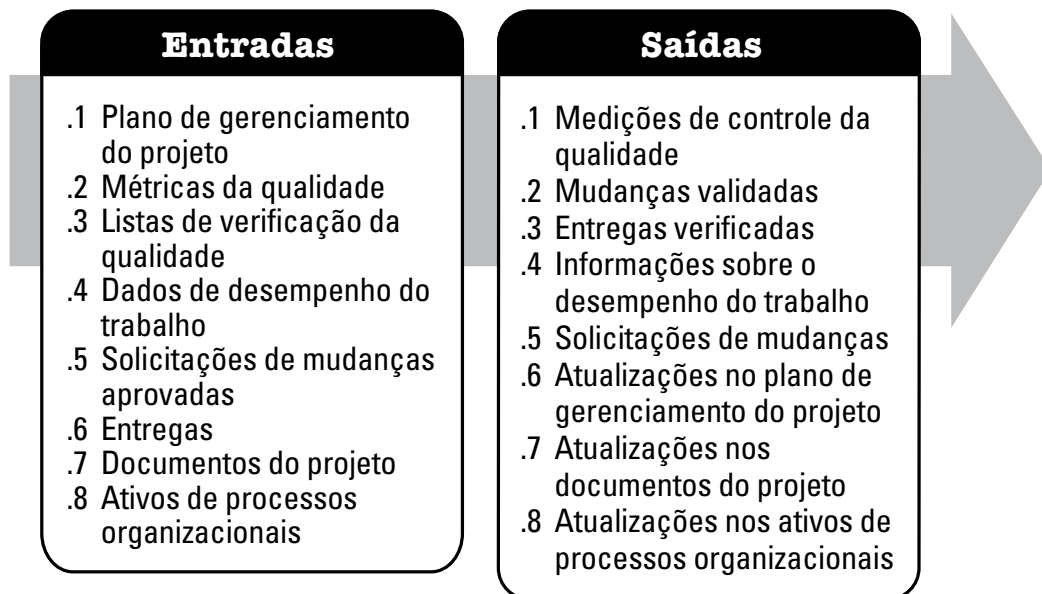 Entradas
.1 Plano de gerenciamento
do projeto
.2 Métricas da qualidade
.3 Listas de verificação da
qualidade
.4 Dados de desempenho do
trabalho
.5 Solicitações de mudanças
aprovadas
.6 Entregas
.7 Documentos do projeto
.8 Ativos de processos
organizacionais
Saídas
.1 Medições de controle da
qualidade
.2 Mudanças validadas
.3 Entregas verificadas
.4 Informações sobre o
desempenho do trabalho
.5 Solicitações de mudanças
.6 Atualizações no plano de
gerenciamento do projeto
.7 Atualizações nos
documentos do projeto
.8 Atualizações nos ativos de
processos organizacionais